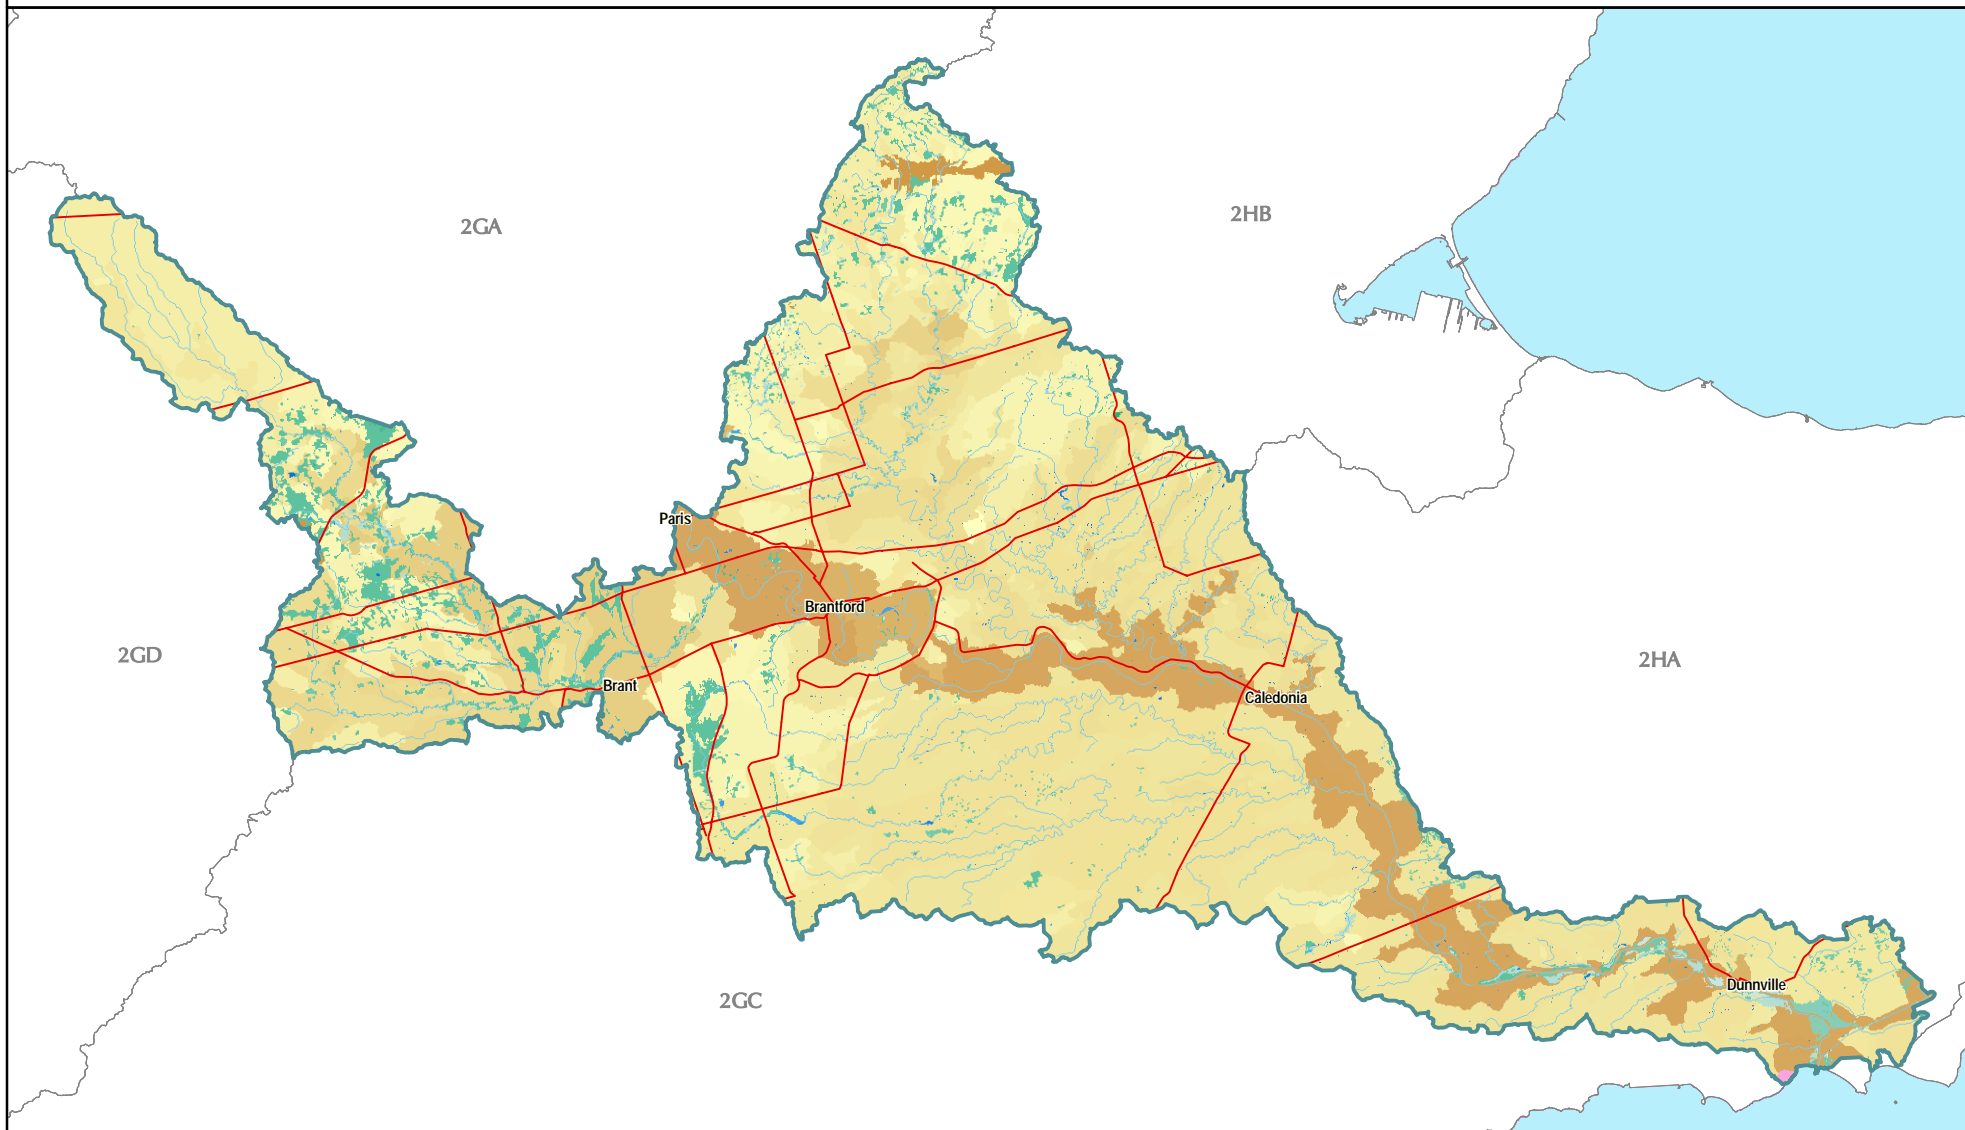 2GA
2HB
Paris
Brantford
2GD
Brant
2HA
Caledonia
Dunnville
2GC